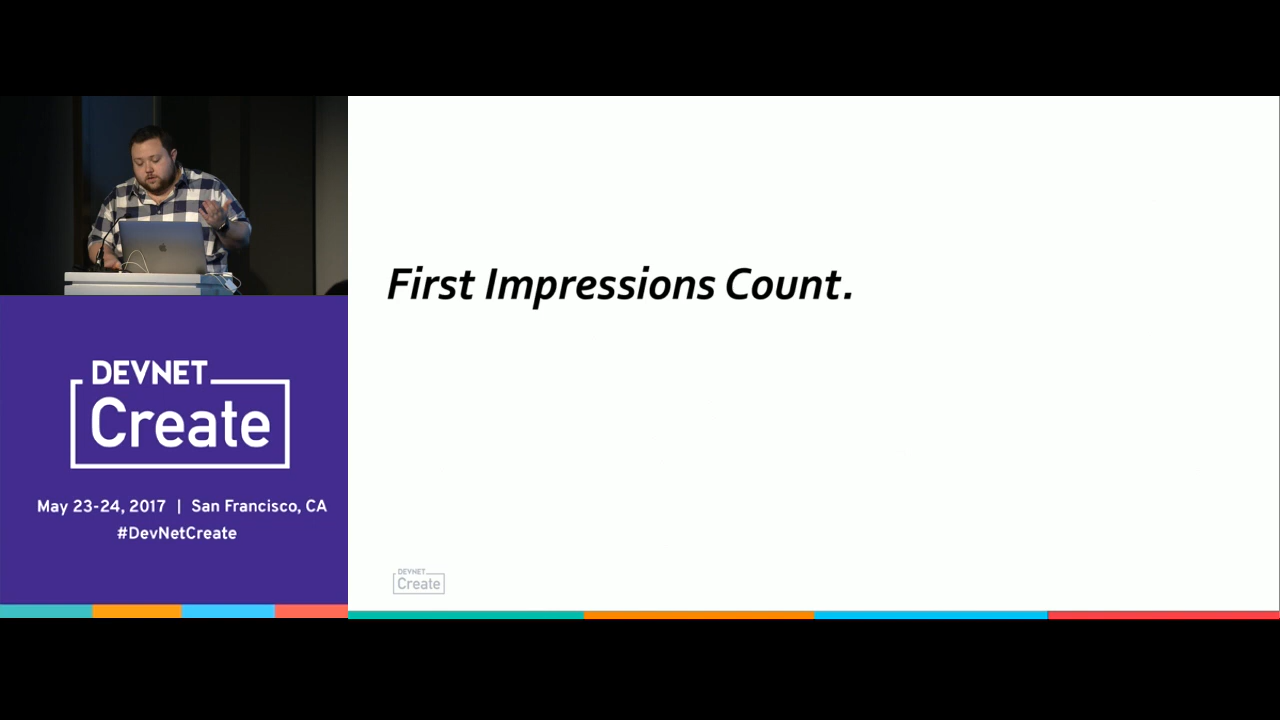 First Impressions Count.
DEVNET
Create
May 23-24, 2017 | San Francisco, CA
#DevNetCreate
DEVNET
Create